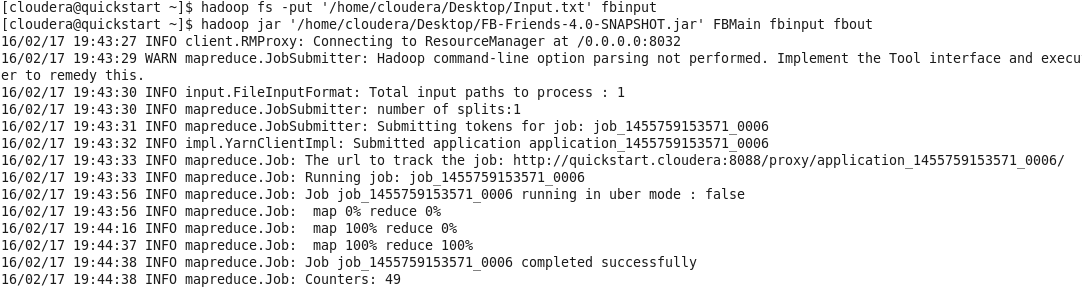 [cloudera@quickstart ~]$ hadoop fs -put '/home/cloudera/Desktop/Input.txt' fbinput
[cloudera@quickstart ~]$ hadoop jar '/home/cloudera/Desktop/FB-Friends-4.0-SNAPSHOT.jar' FBMain fbinput fbout
16/02/17 19:43:27 INFO client.RMProxy: Connecting to ResourceManager at /0.0.0.0:8032
16/02/17 19:43:29 WARN mapreduce.JobSubmitter: Hadoop command-line option parsing not performed. Implement the Tool interface and execu
er to remedy this.
16/02/17 19:43:30 INFO input.FileInputFormat: Total input paths to process : 1
16/02/17 19:43:30 INFO mapreduce.JobSubmitter: number of splits:1
16/02/17 19:43:31 INFO mapreduce.JobSubmitter: Submitting tokens for job: job_1455759153571_0006
16/02/17 19:43:32 INFO impl.YarnClientImpl: Submitted application application_1455759153571_0006
16/02/17 19:43:33 INFO mapreduce.Job: The url to track the job: http://quickstart.cloudera:8088/proxy/application_1455759153571_0006/
16/02/17 19:43:33 INFO mapreduce.Job: Running job: job_1455759153571_0006
16/02/17 19:43:56 INFO mapreduce.Job: Job job_1455759153571_0006 running in uber mode : false
16/02/17 19:43:56 INFO mapreduce.Job:  map 0% reduce 0%
16/02/17 19:44:16 INFO mapreduce.Job:  map 100% reduce 0%
16/02/17 19:44:37 INFO mapreduce.Job:  map 100% reduce 100%
16/02/17 19:44:38 INFO mapreduce.Job: Job job_1455759153571_0006 completed successfully
16/02/17 19:44:38 INFO mapreduce.Job: Counters: 49